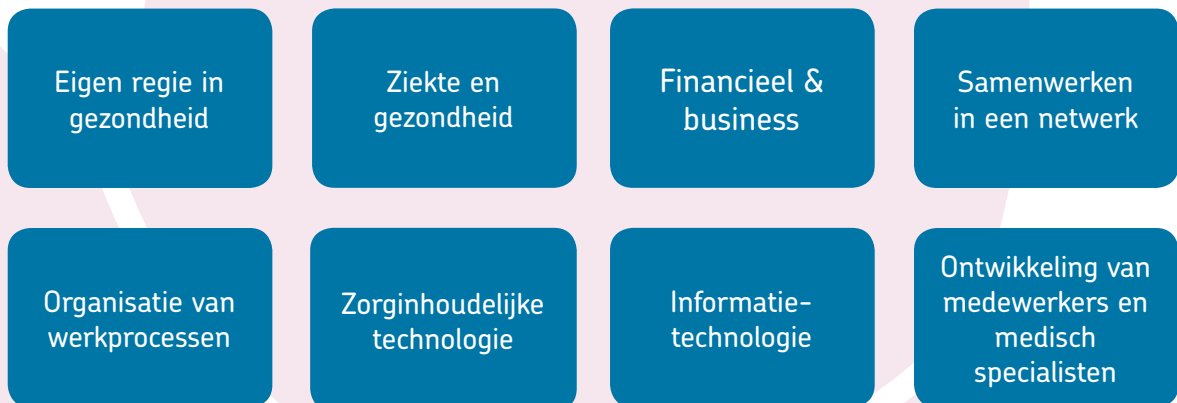 Eigen regie in
gezondheid
Ziekte en
gezondheid
Financieel &
business
Samenwerken
in een netwerk
Organisatie van
werkprocessen
Zorginhoudelijke
technologie
Informatie-
technologie
Ontwikkeling van
medewerkers en
medisch
specialisten